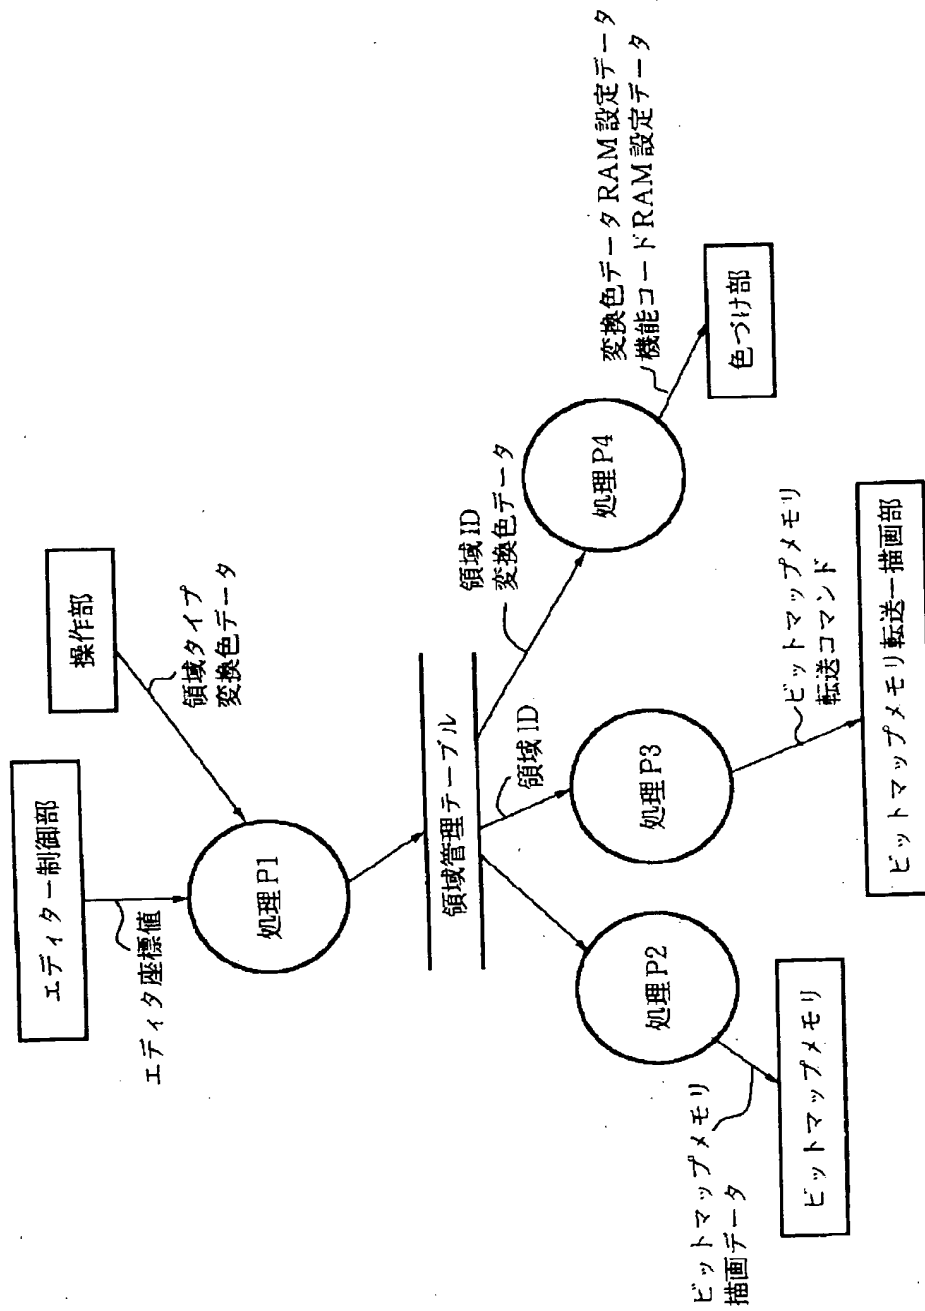 エディター制御部
操作部
エディタ座標値
領域タイプ
変換色データ
処理P1
領域管理テーブル
領域ID
領域ID
変換色データ
処理P2
処理P3
処理P4
ビットマップメモリ
描画データ
ビットマップメモリ
転送コマンド
変換色データRAM設定データ
機能コードRAM設定データ
ビットマップメモリ
ビットマップメモリ転送ー描画部
色づけ部